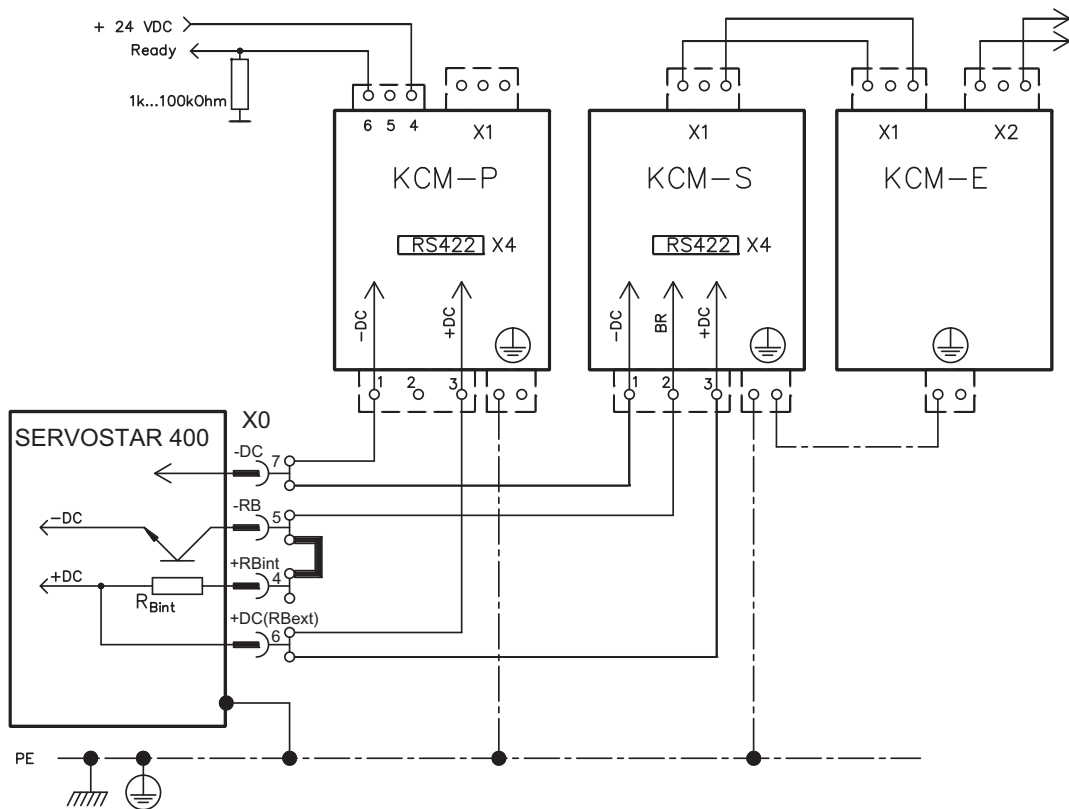 + 24 VDC
Ready
1k...100kOhm
6 5 4
X1
KCM-P
RS422 X4
-DC
+DC
1 2 3
X1
KCM-S
RS422 X4
-DC
BR
+DC
1 2 3
X1
X2
KCM-E
SERVOSTAR 400
X0
-DC
7
-RB
5
-DC
+RBint
4
+DC
RBint
+DC(RBext)
6
PE